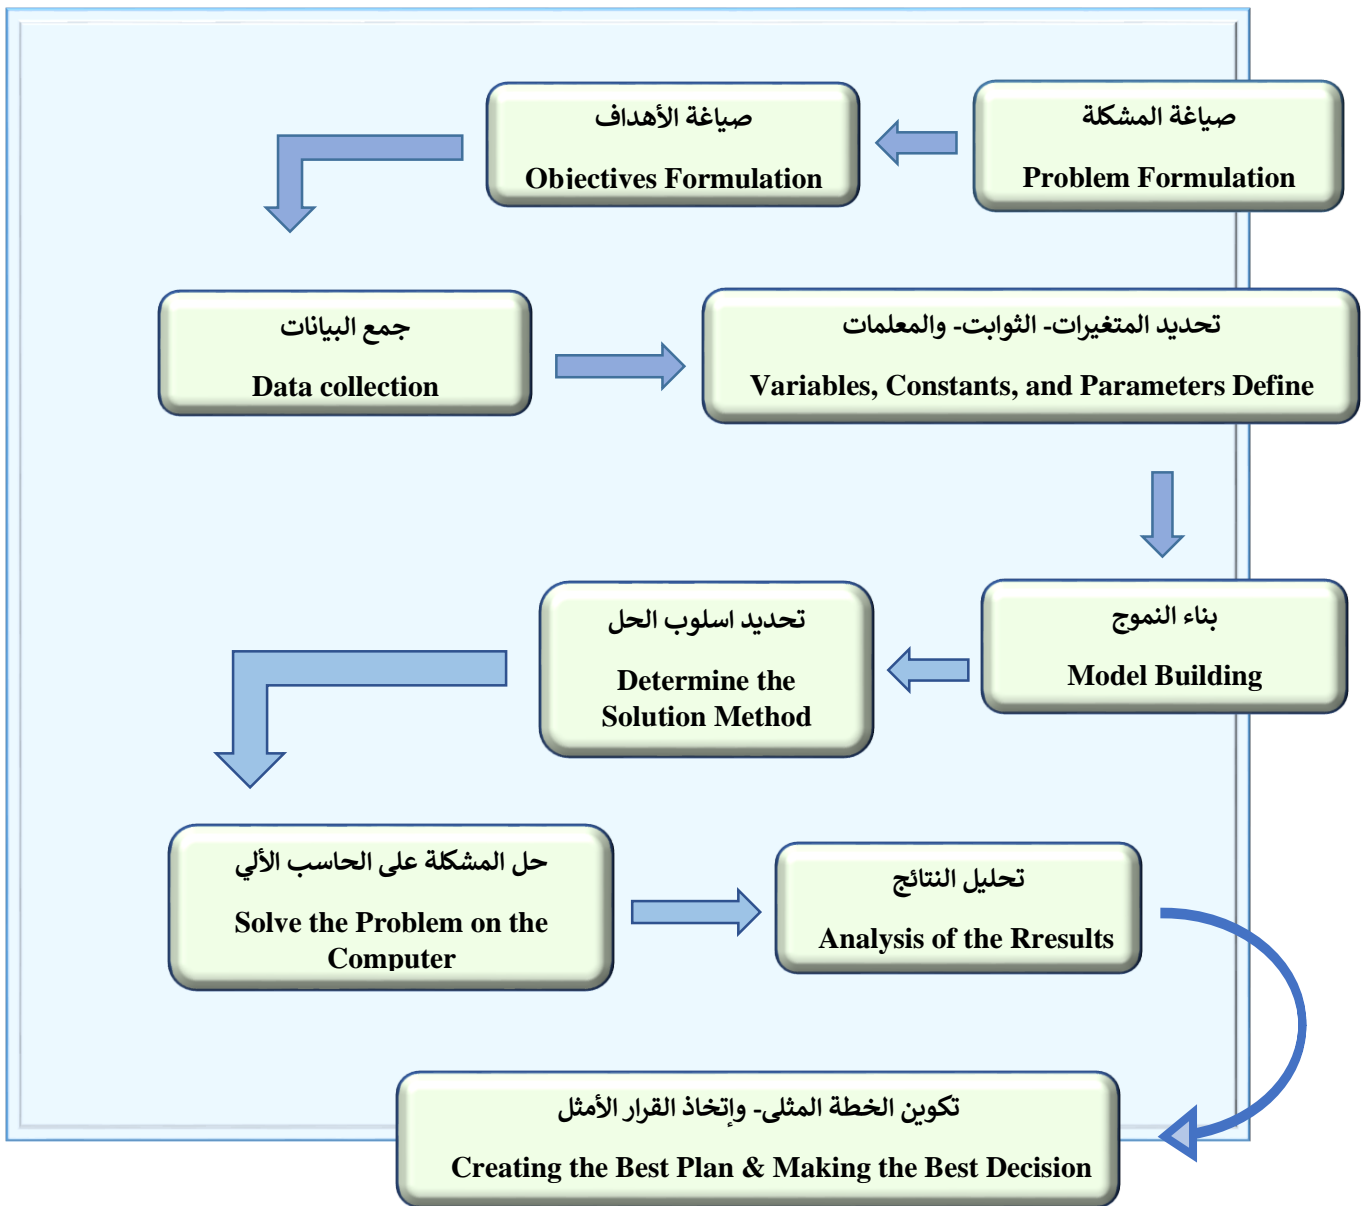 صياغة المشكلة
Problem Formulation
صياغة الأهداف
Objectives Formulation
جمع البيانات
Data collection
تحديد المتغيرات- الثوابت- والمعلمات
Variables, Constants, and Parameters Define
بناء النموج
Model Building
تحديد اسلوب الحل
Determine the
Solution Method
حل المشكلة على الحاسب الألي
Solve the Problem on the
Computer
تحليل النتائج
Analysis of the Rresults
تكوين الخطة المثلى- وإتخاذ القرار الأمثل
Creating the Best Plan & Making the Best Decision